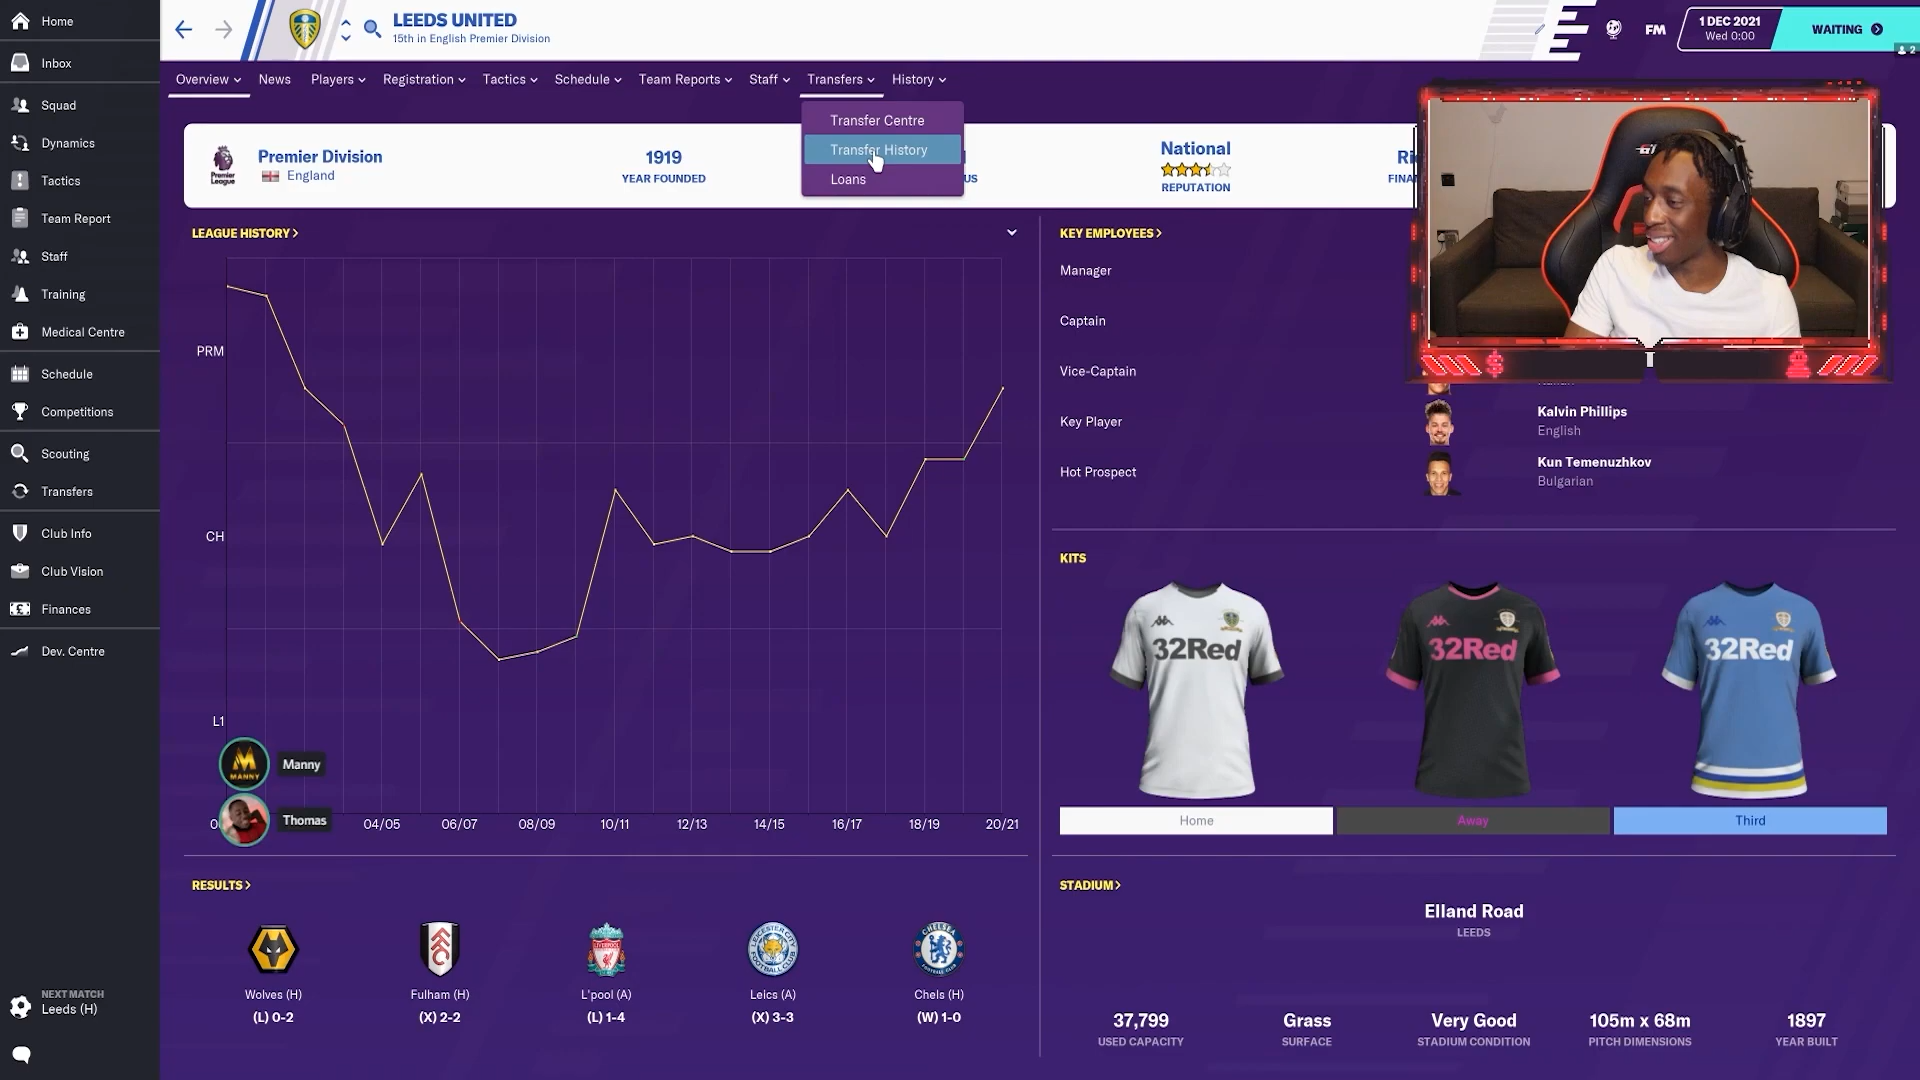 Home
Inbox
Squad
Dynamics
Tactics
Team Report
Staff
Training
Medical Centre
Schedule
Competitions
Scouting
Transfers
Club Info
Club Vision
Finances
Dev. Centre
NEXT MATCH
Leeds (H)
LEEDS UNITED
15th in English Premier Division
FM
1 DEC 2021
Wed 0:00
WAITING
2
Overview
News
Players
Registration
Tactics
Schedule
Team Reports
Staff
Transfers
History
Transfer Centre
Transfer History
Loans
Premier League
Premier Division
England
1919
YEAR FOUNDED
US
National
REPUTATION
LEAGUE HISTORY >
PRM
CH
L1
04/05
06/07
08/09
10/11
12/13
14/15
16/17
18/19
20/21
MANNY
Manny
Thomas
KEY EMPLOYEES >
Manager
Captain
Vice-Captain
Key Player
Kalvin Phillips
English
Hot Prospect
Kun Temenuzhkov
Bulgarian
KITS
32Red
32Red
32Red
Home
Away
Third
RESULTS >
Wolves (H)
(L) 0-2
Fulham (H)
(X) 2-2
L'pool (A)
(L) 1-4
Leics (A)
(X) 3-3
Chels (H)
(W) 1-0
STADIUM >
Elland Road
LEEDS
37,799
USED CAPACITY
Grass
SURFACE
Very Good
STADIUM CONDITION
105m x 68m
PITCH DIMENSIONS
1897
YEAR BUILT